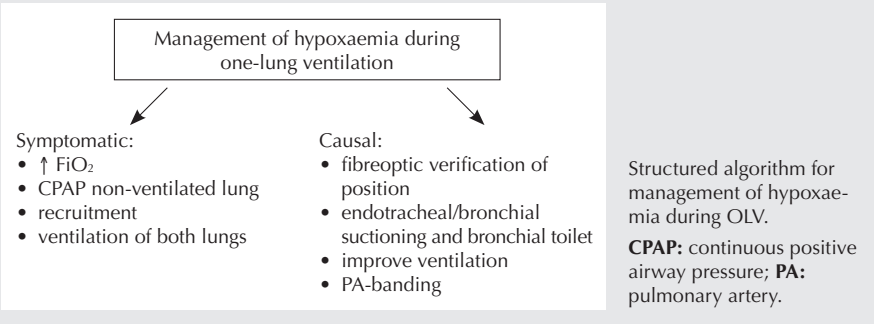 Management of hypoxaemia during
one-lung ventilation
Symptomatic:
• ↑ FiO₂
• CPAP non-ventilated lung
• recruitment
• ventilation of both lungs
Causal:
• fibreoptic verification of
position
• endotracheal/bronchial
suctioning and bronchial toilet
• improve ventilation
• PA-banding
Structured algorithm for
management of hypoxae-
mia during OLV.
CPAP: continuous positive
airway pressure; PA:
pulmonary artery.